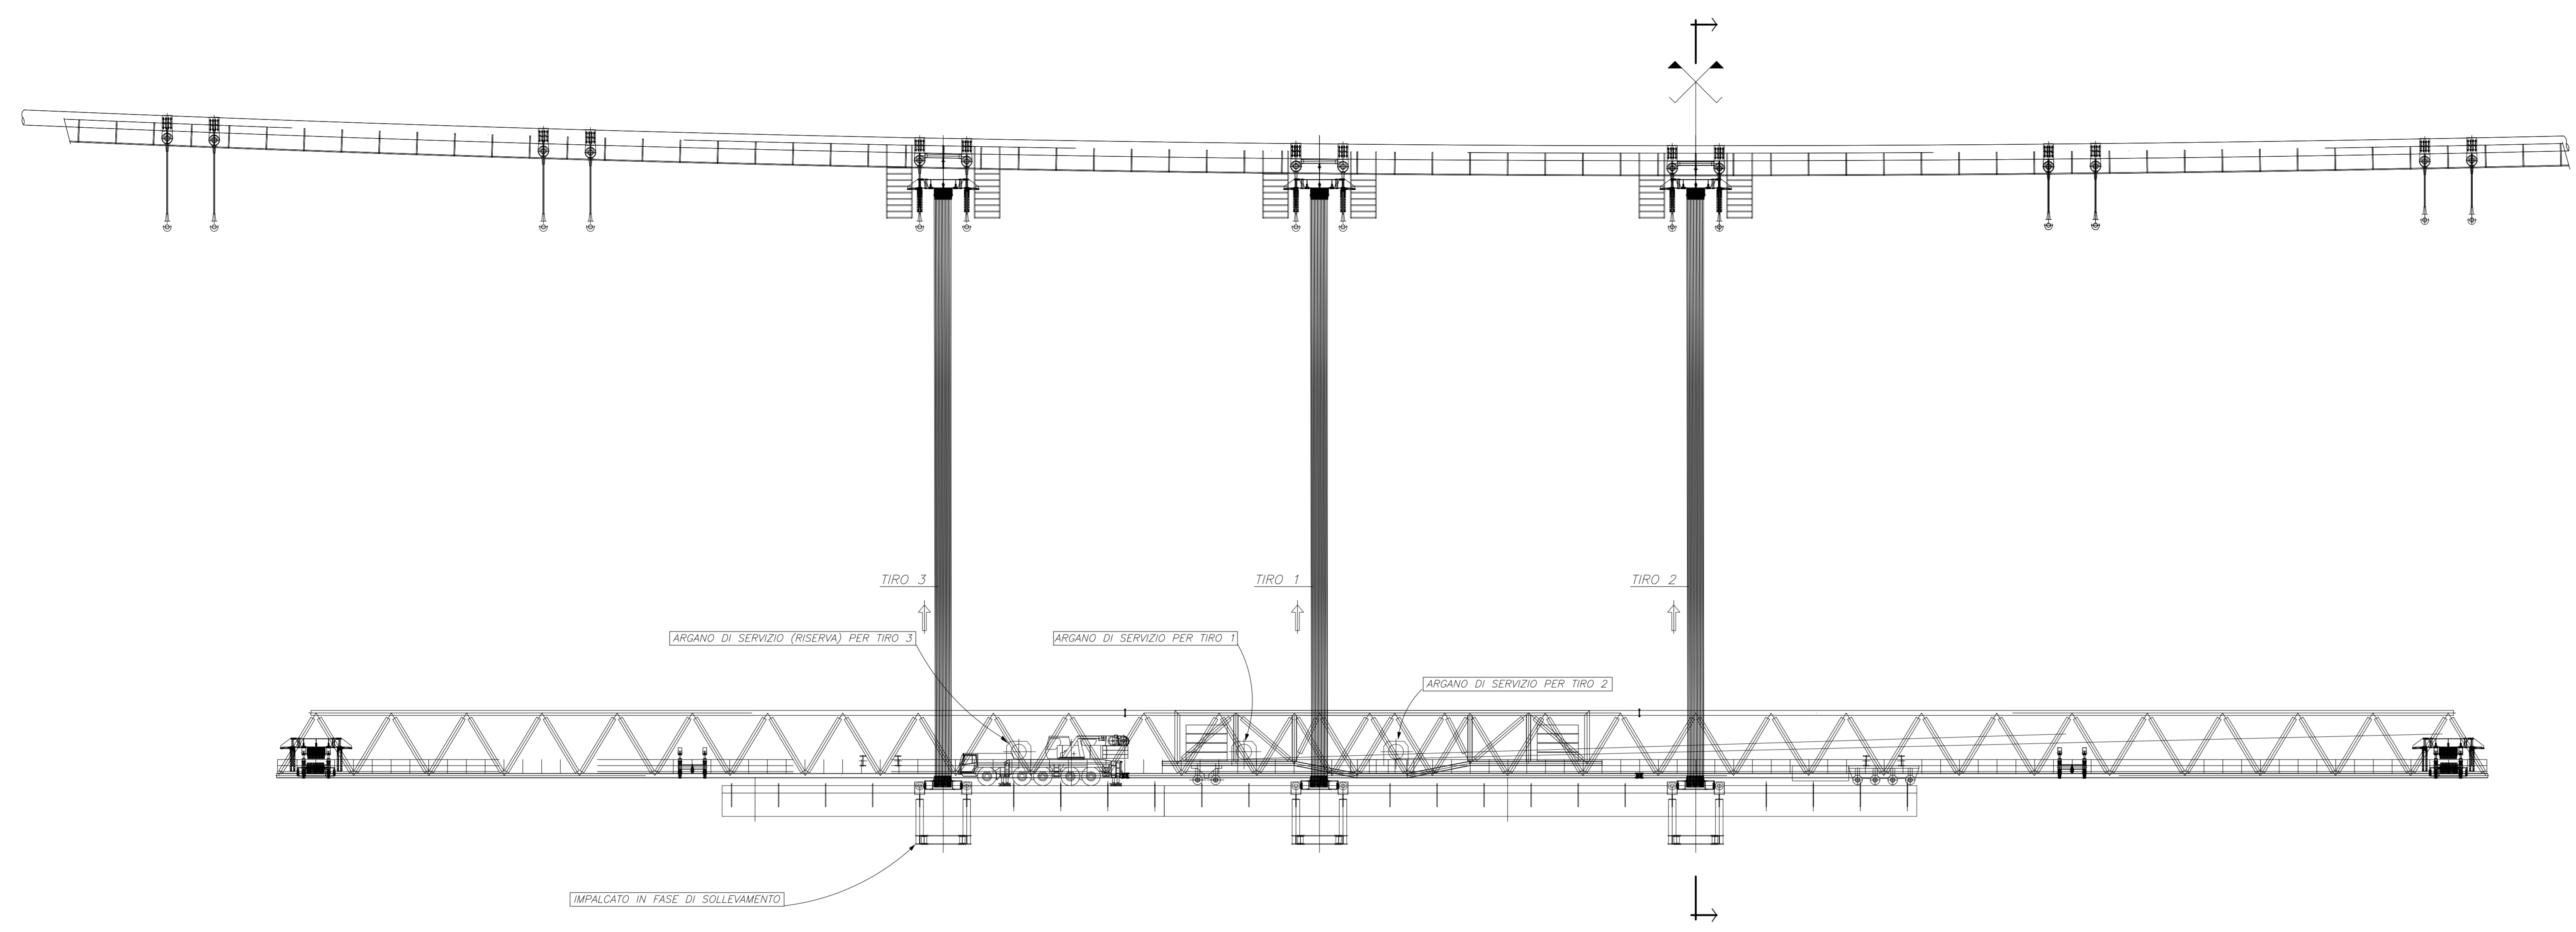 TIRO 3
TIRO 1
TIRO 2
ARGANO DI SERVIZIO (RISERVA) PER TIRO 3
ARGANO DI SERVIZIO PER TIRO 1
ARGANO DI SERVIZIO PER TIRO 2
IMPALCATO IN FASE DI SOLLEVAMENTO